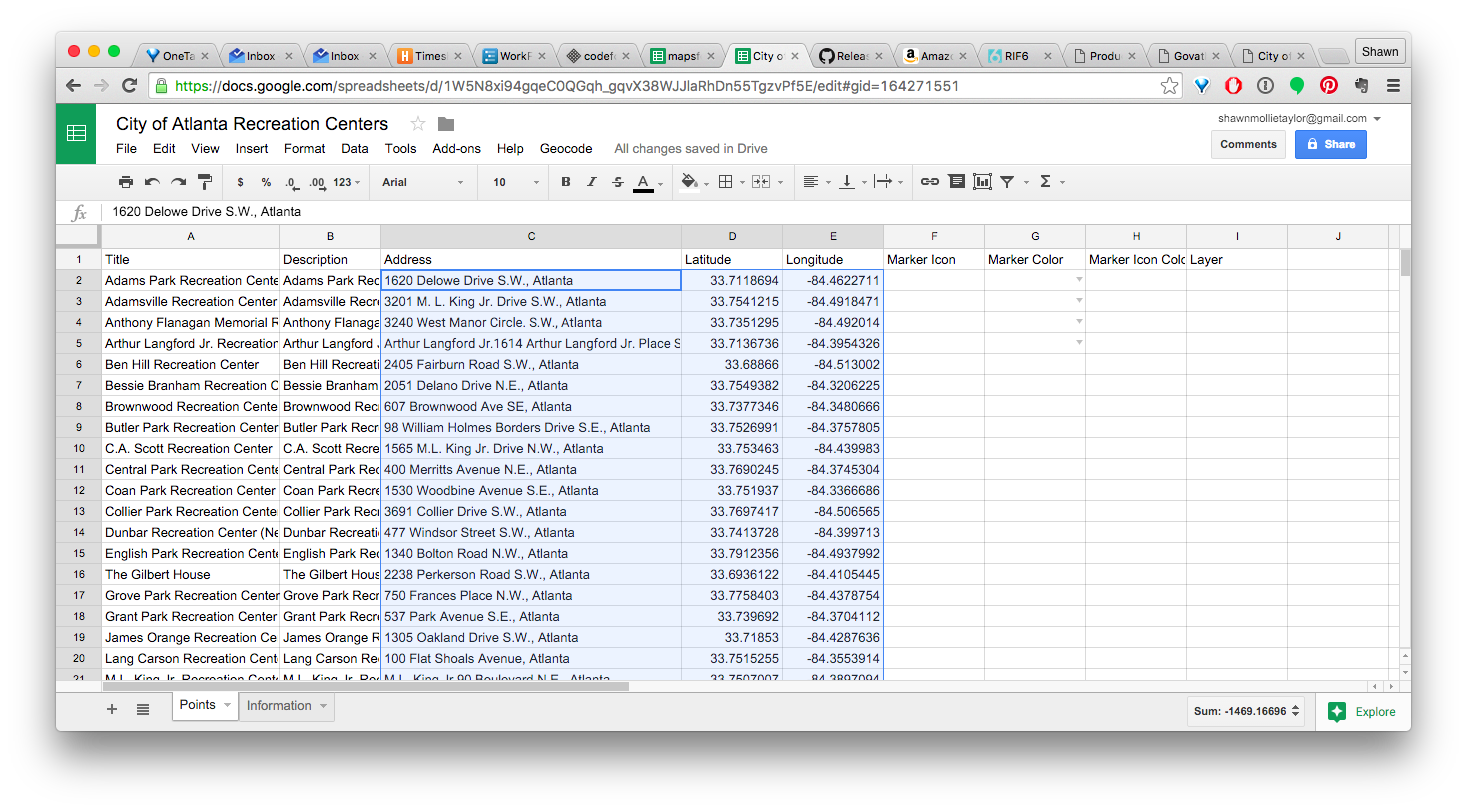 OneTa Inbox Inbox Times WorkF codef mapsf City o Relea Amaz RIF6 Produ Govat City of Shawn
https://docs.google.com/spreadsheets/d/1W5N8xi94gqeC0QGqh_gqvX38WJJlaRhDn55TgzvPf5E/edit#gid=164271551
City of Atlanta Recreation Centers shawnmollietaylor@gmail.com
File Edit View Insert Format Data Tools Add-ons Help Geocode All changes saved in Drive Comments Share
$ % .0 .00 123 Arial 10 B I S A
fx 1620 Delowe Drive S.W., Atlanta
A B C D E F G H I J
1 Title Description Address Latitude Longitude Marker Icon Marker Color Marker Icon Colo Layer
2 Adams Park Recreation Cente Adams Park Rec 1620 Delowe Drive S.W., Atlanta 33.7118694 -84.4622711
3 Adamsville Recreation Center Adamsville Recre 3201 M. L. King Jr. Drive S.W., Atlanta 33.7541215 -84.4918471
4 Anthony Flanagan Memorial R Anthony Flanaga 3240 West Manor Circle. S.W., Atlanta 33.7351295 -84.492014
5 Arthur Langford Jr. Recreation Arthur Langford Arthur Langford Jr.1614 Arthur Langford Jr. Place S 33.7136736 -84.3954326
6 Ben Hill Recreation Center Ben Hill Recreati 2405 Fairburn Road S.W., Atlanta 33.68866 -84.513002
7 Bessie Branham Recreation C Bessie Branham 2051 Delano Drive N.E., Atlanta 33.7549382 -84.3206225
8 Brownwood Recreation Cente Brownwood Recr 607 Brownwood Ave SE, Atlanta 33.7377346 -84.3480666
9 Butler Park Recreation Center Butler Park Recr 98 William Holmes Borders Drive S.E., Atlanta 33.7526991 -84.3757805
10 C.A. Scott Recreation Center C.A. Scott Recre 1565 M.L. King Jr. Drive N.W., Atlanta 33.753463 -84.439983
11 Central Park Recreation Cente Central Park Rec 400 Merritts Avenue N.E., Atlanta 33.7690245 -84.3745304
12 Coan Park Recreation Center Coan Park Recre 1530 Woodbine Avenue S.E., Atlanta 33.751937 -84.3366686
13 Collier Park Recreation Cente Collier Park Rec 3691 Collier Drive S.W., Atlanta 33.7697417 -84.506565
14 Dunbar Recreation Center (Ne Dunbar Recreati 477 Windsor Street S.W., Atlanta 33.7413728 -84.399713
15 English Park Recreation Cente English Park Rec 1340 Bolton Road N.W., Atlanta 33.7912356 -84.4937992
16 The Gilbert House The Gilbert Hous 2238 Perkerson Road S.W., Atlanta 33.6936122 -84.4105445
17 Grove Park Recreation Center Grove Park Recr 750 Frances Place N.W., Atlanta 33.7758403 -84.4378754
18 Grant Park Recreation Center Grant Park Recre 537 Park Avenue S.E., Atlanta 33.739692 -84.3704112
19 James Orange Recreation Ce James Orange R 1305 Oakland Drive S.W., Atlanta 33.71853 -84.4287636
20 Lang Carson Recreation Cent Lang Carson Re 100 Flat Shoals Avenue, Atlanta 33.7515255 -84.3553914
21 M.L. King Jr. Recreation Cent M.L. King Jr. Re M.L. King Jr.90 Boulevard N.E., Atlanta 33.7507007 -84.3897094
Points Information Sum: -1469.16696 Explore